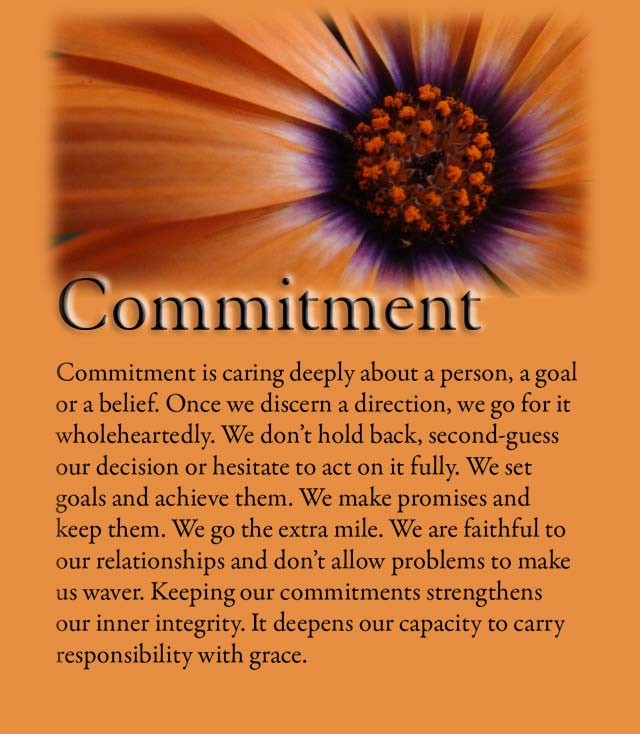 Commitment
Commitment is caring deeply about a person, a goal
or a belief. Once we discern a direction, we go for it
wholeheartedly. We don’t hold back, second-guess
our decision or hesitate to act on it fully. We set
goals and achieve them. We make promises and
keep them. We go the extra mile. We are faithful to
our relationships and don’t allow problems to make
us waver. Keeping our commitments strengthens
our inner integrity. It deepens our capacity to carry
responsibility with grace.